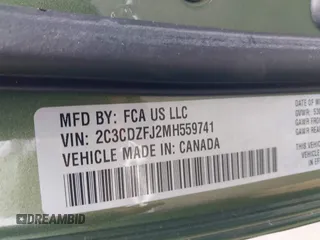 MFD BY: FCA US LLC
VIN: 2C3CDZFJ2MH559741
VEHICLE MADE IN: CANADA
DREAMBID